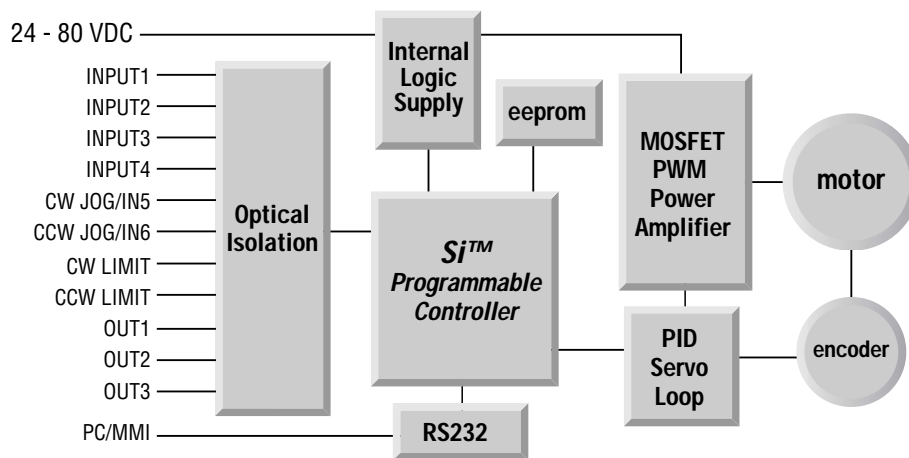 24 - 80 VDC
INPUT1
INPUT2
INPUT3
INPUT4
CW JOG/IN5
CCW JOG/IN6
CW LIMIT
CCW LIMIT
OUT1
OUT2
OUT3
PC/MMI
Optical
Isolation
Internal
Logic
Supply
eeprom
Si™
Programmable
Controller
RS232
MOSFET
PWM
Power
Amplifier
PID
Servo
Loop
motor
encoder